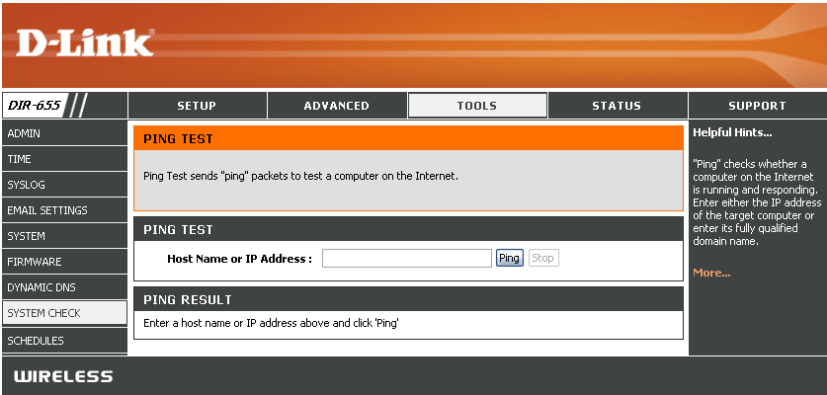 D-Link
DIR-655
SETUP
ADVANCED
TOOLS
STATUS
SUPPORT
ADMIN
TIME
SYSLOG
EMAIL SETTINGS
SYSTEM
FIRMWARE
DYNAMIC DNS
SYSTEM CHECK
SCHEDULES
PING TEST
Ping Test sends "ping" packets to test a computer on the Internet.
PING TEST
Host Name or IP Address :
Ping
Stop
PING RESULT
Enter a host name or IP address above and click 'Ping'
Helpful Hints...
"Ping" checks whether a
computer on the Internet
is running and responding.
Enter either the IP address
of the target computer or
enter its fully qualified
domain name.
More...
WIRELESS